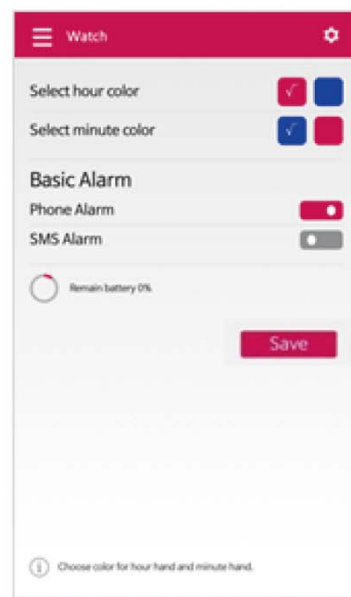 Watch
Select hour color
Select minute color
Basic Alarm
Phone Alarm
SMS Alarm
Remain battery 0%
Save
Choose color for hour hand and minute hand.